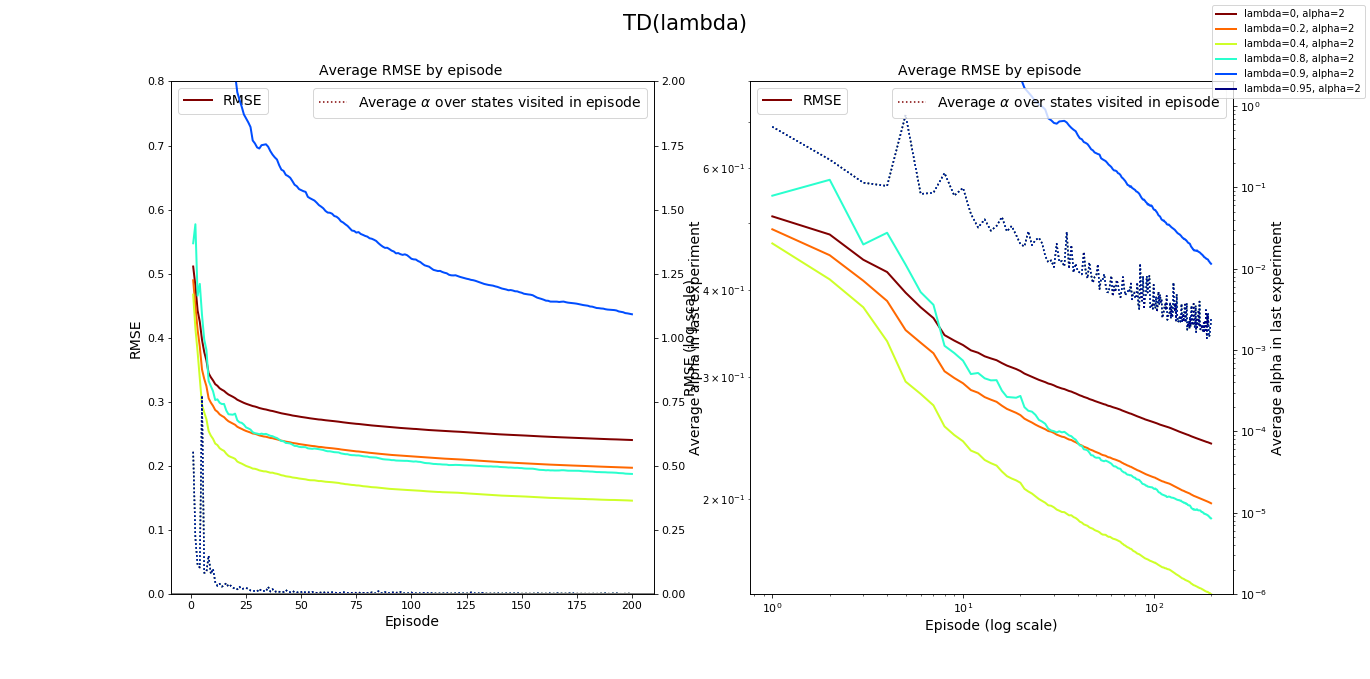 TD(lambda)
lambda=0, alpha=2
lambda=0.2, alpha=2
lambda=0.4, alpha=2
lambda=0.8, alpha=2
lambda=0.9, alpha=2
lambda=0.95, alpha=2
Average RMSE by episode
RMSE
Average α over states visited in episode
0.8
0.7
0.6
0.5
0.4
0.3
0.2
0.1
0.0
RMSE
2.00
1.75
1.50
1.25
1.00
0.75
0.50
0.25
0.00
Average alpha in last experiment
0 25 50 75 100 125 150 175 200
Episode
Average RMSE by episode
RMSE
Average α over states visited in episode
6 × 10⁻¹
4 × 10⁻¹
3 × 10⁻¹
2 × 10⁻¹
RMSE (log scale)
10⁰
10⁻¹
10⁻²
10⁻³
10⁻⁴
10⁻⁵
10⁻⁶
Average alpha in last experiment
10⁰ 10¹ 10²
Episode (log scale)